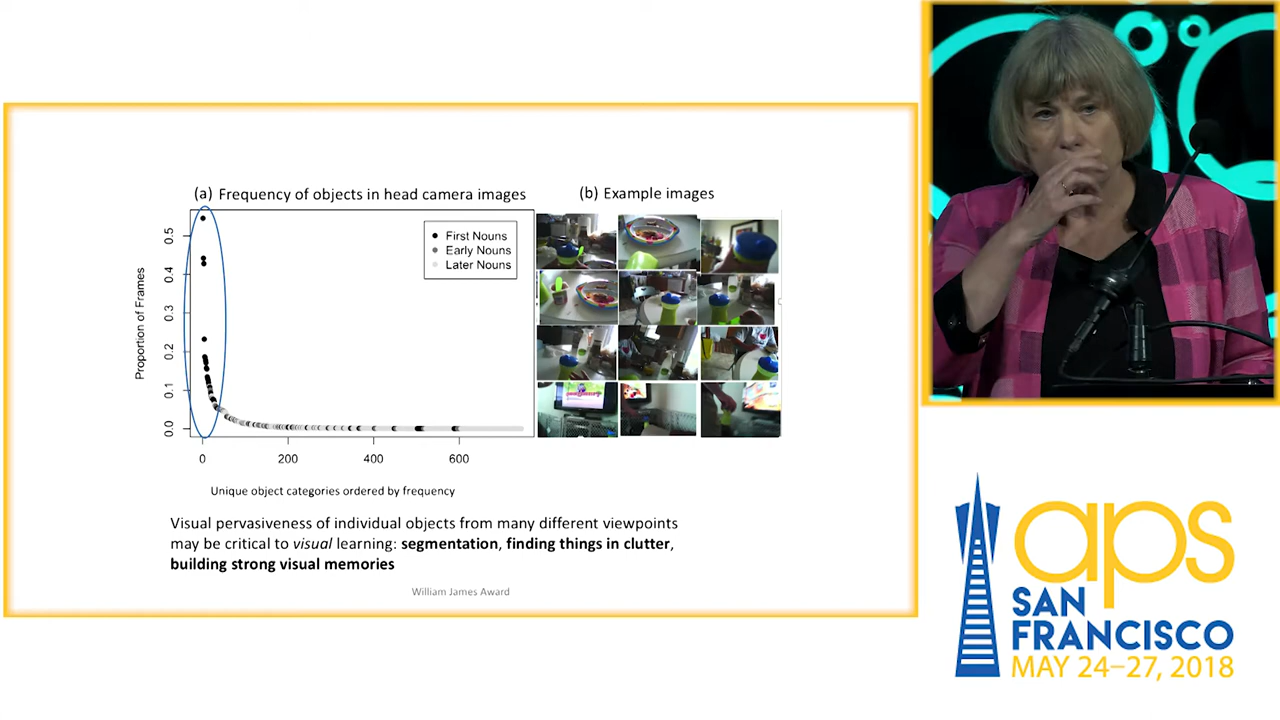 (a) Frequency of objects in head camera images
(b) Example images
First Nouns
Early Nouns
Later Nouns
Proportion of Frames
0.5
0.4
0.3
0.2
0.1
0.0
0
200
400
600
Unique object categories ordered by frequency
Visual pervasiveness of individual objects from many different viewpoints
may be critical to visual learning: segmentation, finding things in clutter,
building strong visual memories
William James Award
aps
SAN
FRANCISCO
MAY 24–27, 2018